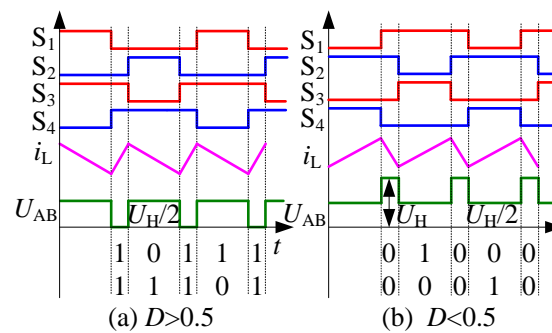 S1 S1
S2 S2
S3 S3
S4 S4
iL iL
UAB UH/2 UAB UH UH/2
t
1 0 1 1 1 0 1 0 0 0
1 1 1 0 1 0 0 0 1 0
(a) D>0.5 (b) D<0.5